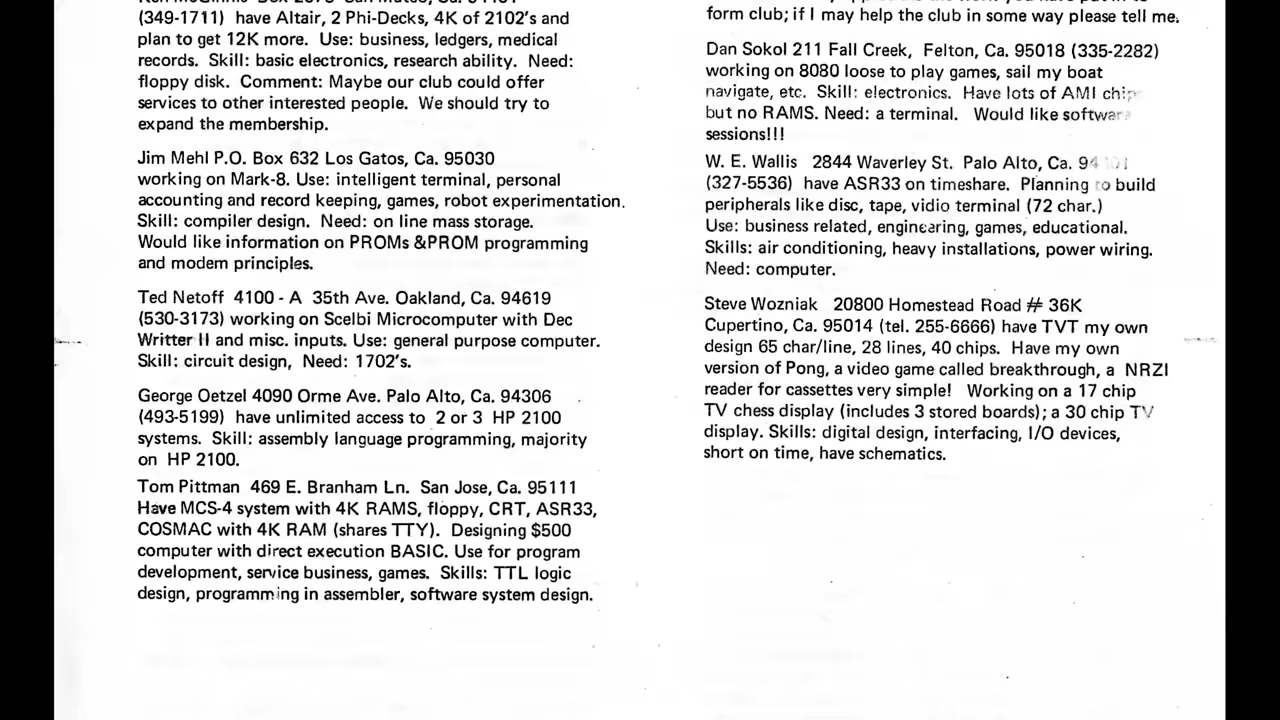 (349-1711) have Altair, 2 Phi-Decks, 4K of 2102's and
plan to get 12K more. Use: business, ledgers, medical
records. Skill: basic electronics, research ability. Need:
floppy disk. Comment: Maybe our club could offer
services to other interested people. We should try to
expand the membership.
Jim Mehl P.O. Box 632 Los Gatos, Ca. 95030
working on Mark-8. Use: intelligent terminal, personal
accounting and record keeping, games, robot experimentation.
Skill: compiler design. Need: on line mass storage.
Would like information on PROMs &PROM programming
and modem principles.
Ted Netoff 4100 - A 35th Ave. Oakland, Ca. 94619
(530-3173) working on Scelbi Microcomputer with Dec
Writter II and misc. inputs. Use: general purpose computer.
Skill: circuit design, Need: 1702's.
George Oetzel 4090 Orme Ave. Palo Alto, Ca. 94306
(493-5199) have unlimited access to 2 or 3 HP 2100
systems. Skill: assembly language programming, majority
on HP 2100.
Tom Pittman 469 E. Branham Ln. San Jose, Ca. 95111
Have MCS-4 system with 4K RAMS, floppy, CRT, ASR33,
COSMAC with 4K RAM (shares TTY). Designing $500
computer with direct execution BASIC. Use for program
development, service business, games. Skills: TTL logic
design, programming in assembler, software system design.
form club; if I may help the club in some way please tell me.
Dan Sokol 211 Fall Creek, Felton, Ca. 95018 (335-2282)
working on 8080 loose to play games, sail my boat
navigate, etc. Skill: electronics. Have lots of AMI chips
but no RAMS. Need: a terminal. Would like software
sessions!!!
W. E. Wallis 2844 Waverley St. Palo Alto, Ca.
(327-5536) have ASR33 on timeshare. Planning to build
peripherals like disc, tape, vidio terminal (72 char.)
Use: business related, engineering, games, educational.
Skills: air conditioning, heavy installations, power wiring.
Need: computer.
Steve Wozniak 20800 Homestead Road # 36K
Cupertino, Ca. 95014 (tel. 255-6666) have TVT my own
design 65 char/line, 28 lines, 40 chips. Have my own
version of Pong, a video game called breakthrough, a NRZI
reader for cassettes very simple! Working on a 17 chip
TV chess display (includes 3 stored boards); a 30 chip TV
display. Skills: digital design, interfacing, I/O devices,
short on time, have schematics.